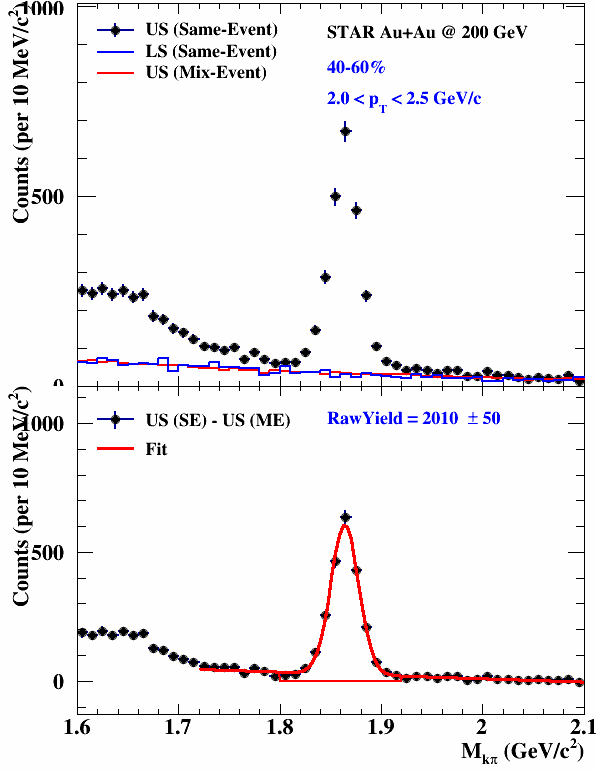 1000
US (Same-Event)
LS (Same-Event)
US (Mix-Event)
STAR Au+Au @ 200 GeV
40-60%
2.0 < p_T < 2.5 GeV/c
Counts (per 10 MeV/c²)
500
0
1000
US (SE) - US (ME)
Fit
RawYield = 2010 ± 50
Counts (per 10 MeV/c²)
500
0
1.6 1.7 1.8 1.9 2 2.1
M_kπ (GeV/c²)